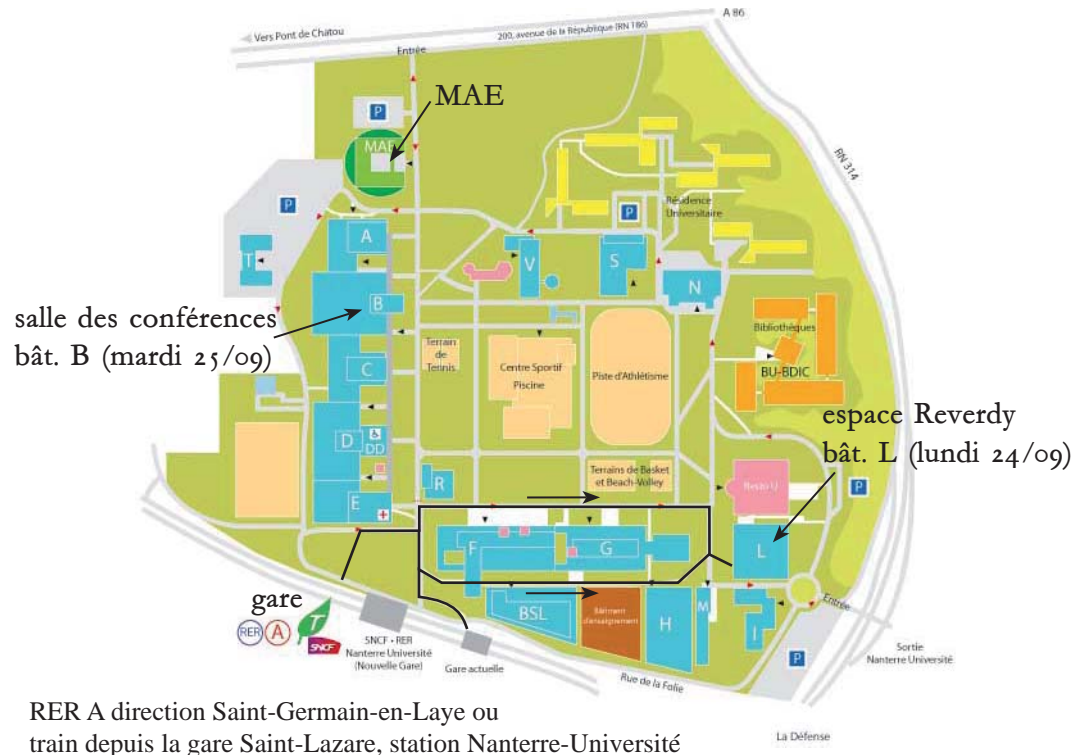 A 86
Vers Pont de Chatou
200, avenue de la République (RN 186)
Entrée
P
MAE
MAE
RN 314
P
Résidence
Universitaire
P
A
T
V
S
N
B
salle des conférences
bât. B (mardi 25/09)
Bibliothèques
BU-BDIC
Terrain
de
Tennis
Centre Sportif
Piscine
Piste d'Athlétisme
C
espace Reverdy
bât. L (lundi 24/09)
D
DD
R
Terrains de Basket
et Beach-Volley
Resto U
P
E
F
G
L
gare
RER A T SNCF
SNCF • RER
Nanterre Université
(Nouvelle Gare)
Gare actuelle
BSL
Bâtiment
d'enseignement
H
M
I
Entrée
P
Sortie
Nanterre Université
Rue de la Folie
RER A direction Saint-Germain-en-Laye ou
train depuis la gare Saint-Lazare, station Nanterre-Université
La Défense